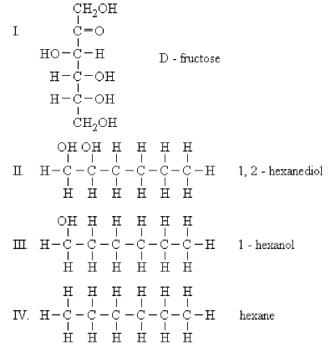 CH₂OH
I. C=O
HO–C–H D - fructose
H–C–OH
H–C–OH
CH₂OH
OH OH H H H H
II. H–C–C–C–C–C–C–H 1, 2 - hexanediol
H H H H H H
OH H H H H H
III. H–C–C–C–C–C–C–H 1 - hexanol
H H H H H H
H H H H H H
IV. H–C–C–C–C–C–C–H hexane
H H H H H H